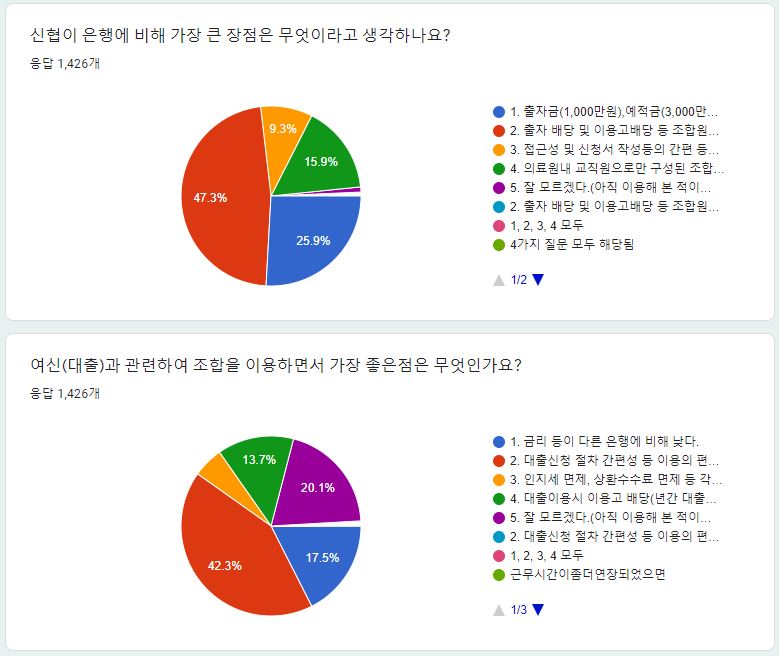 신협이 은행에 비해 가장 큰 장점은 무엇이라고 생각하나요?
응답 1,426개
9.3%
15.9%
47.3%
25.9%
1. 출자금(1,000만원),예적금(3,000만...
2. 출자 배당 및 이용고배당 등 조합원...
3. 접근성 및 신청서 작성등의 간편 등...
4. 의료원내 교직원으로만 구성된 조합...
5. 잘 모르겠다.(아직 이용해 본 적이...
2. 출자 배당 및 이용고배당 등 조합원...
1, 2, 3, 4 모두
4가지 질문 모두 해당됨
1/2
여신(대출)과 관련하여 조합을 이용하면서 가장 좋은점은 무엇인가요?
응답 1,426개
13.7%
20.1%
42.3%
17.5%
1. 금리 등이 다른 은행에 비해 낮다.
2. 대출신청 절차 간편성 등 이용의 편...
3. 인지세 면제, 상환수수료 면제 등 각...
4. 대출이용시 이용고 배당(년간 대출...
5. 잘 모르겠다.(아직 이용해 본 적이...
2. 대출신청 절차 간편성 등 이용의 편...
1, 2, 3, 4 모두
근무시간이좀더연장되었으면
1/3